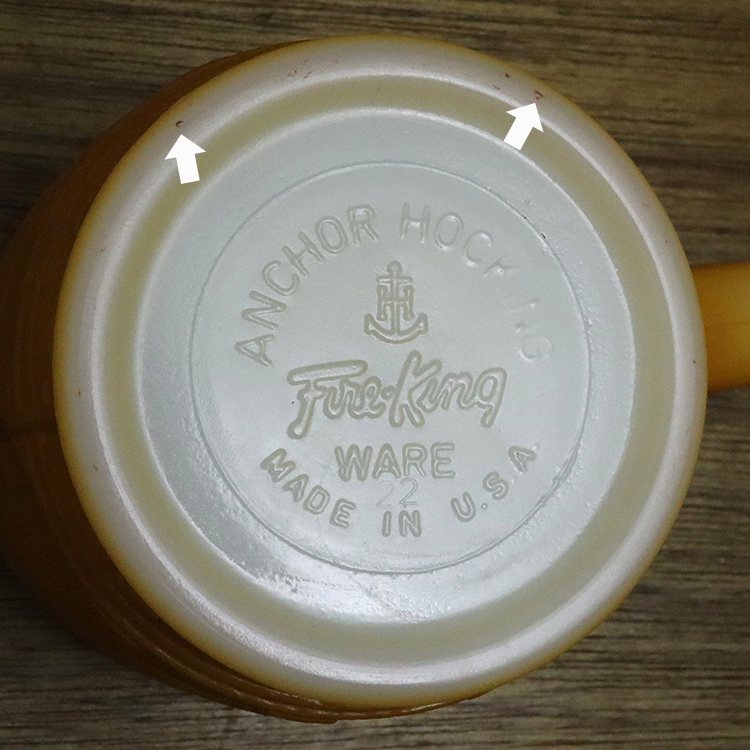 ANCHOR HOCKING
Fire-King
WARE
22
MADE IN U.S.A